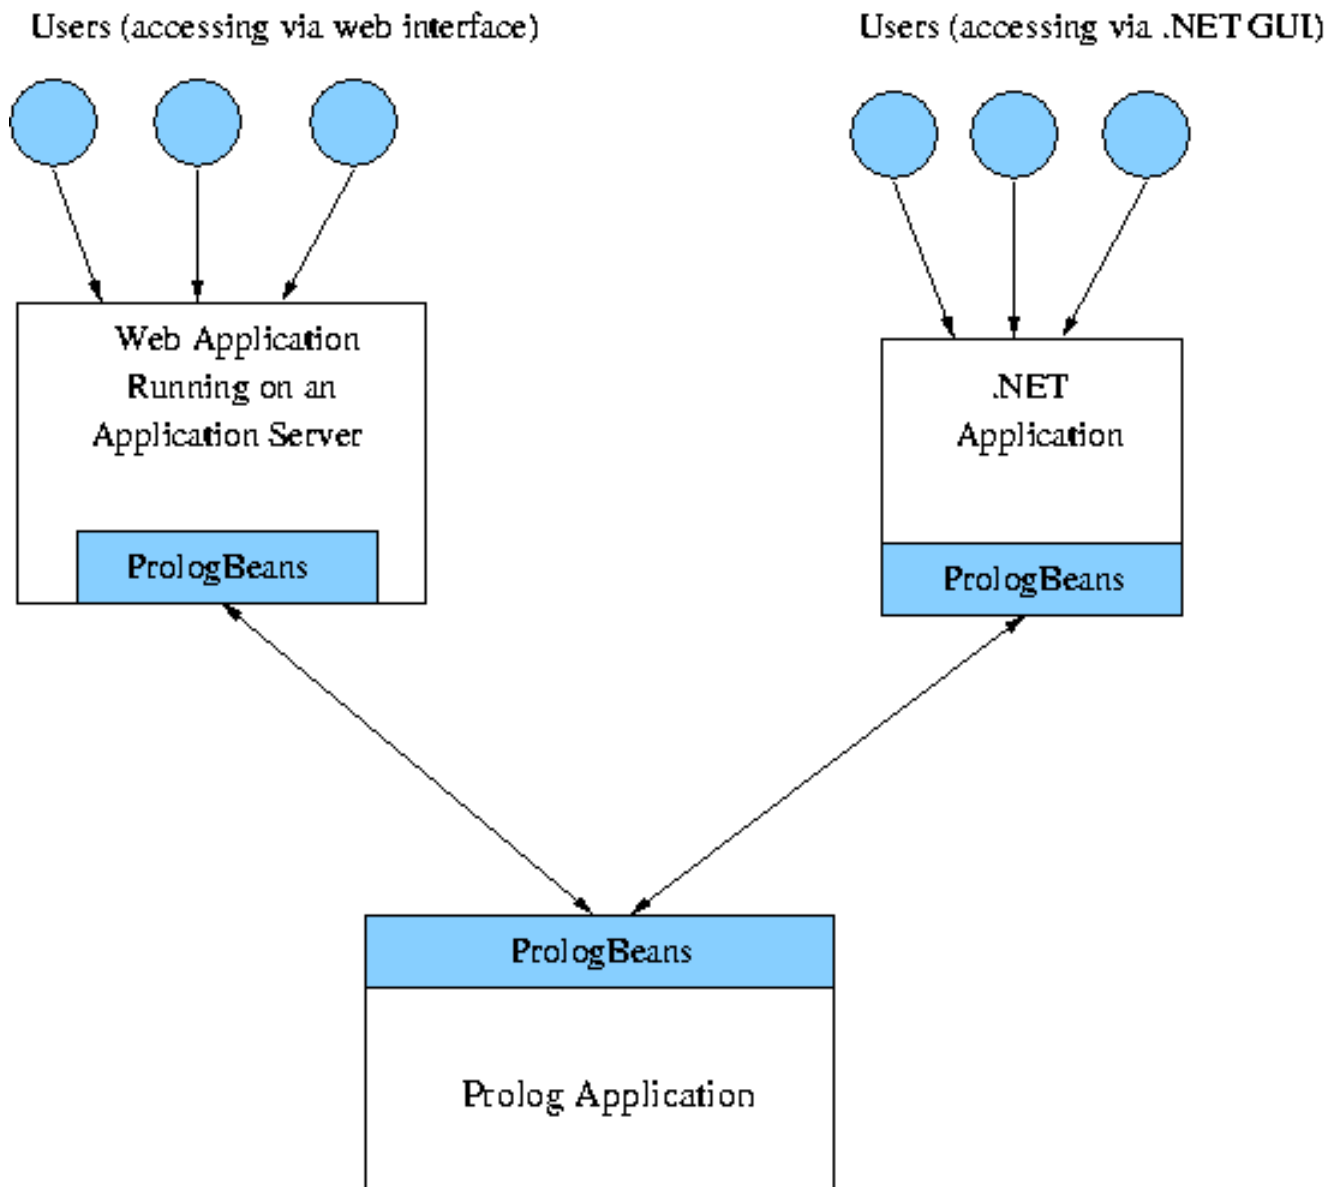 Users (accessing via web interface)
Users (accessing via .NET GUI)
Web Application
Running on an
Application Server
PrologBeans
.NET
Application
PrologBeans
PrologBeans
Prolog Application